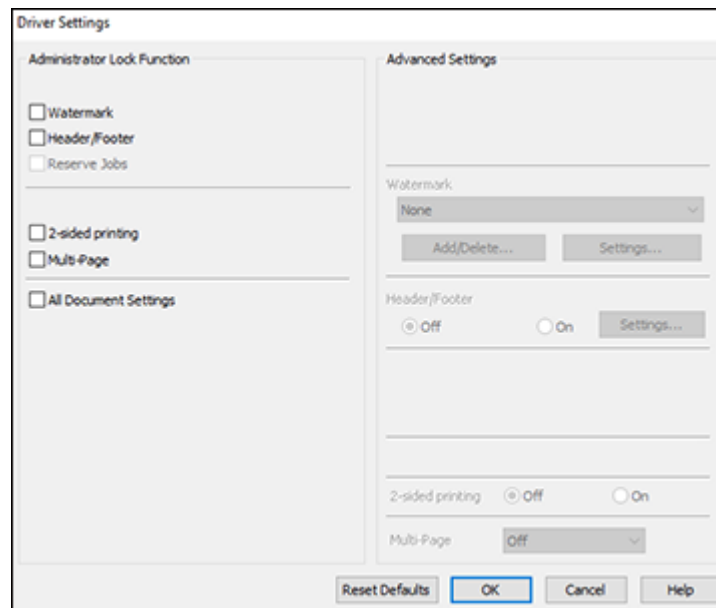 Driver Settings
Administrator Lock Function
Watermark
Header/Footer
Reserve Jobs
2-sided printing
Multi-Page
All Document Settings
Advanced Settings
Watermark
None
Add/Delete... Settings...
Header/Footer
Off On Settings...
2-sided printing Off On
Multi-Page Off
Reset Defaults OK Cancel Help